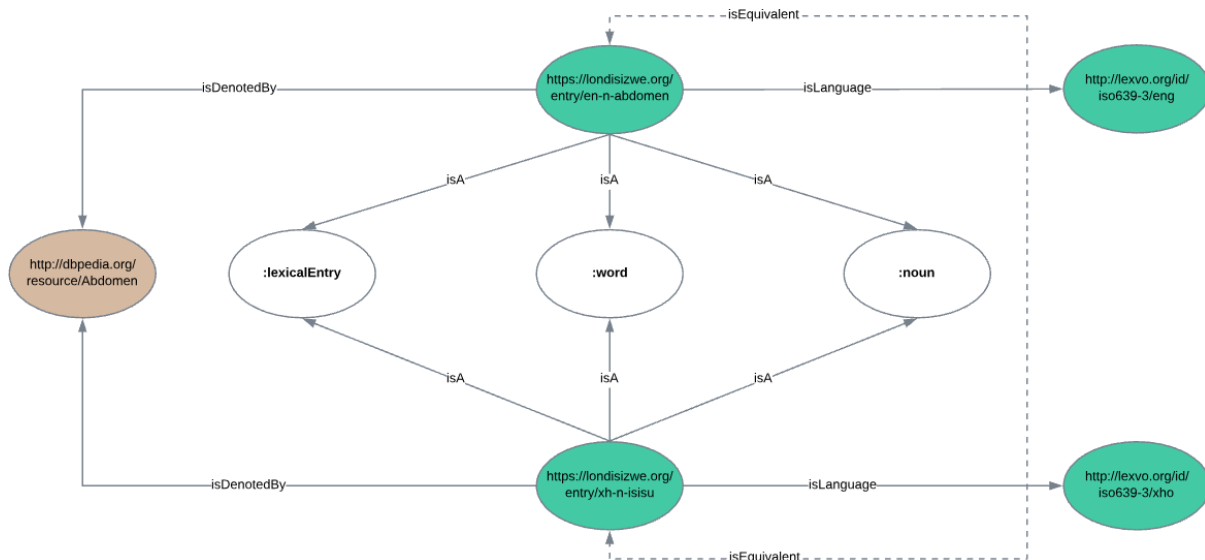 isEquivalent
https://londisizwe.org/
entry/en-n-abdomen
http://lexvo.org/id/
iso639-3/eng
isDenotedBy
isLanguage
isA
isA
isA
http://dbpedia.org/
resource/Abdomen
:lexicalEntry
:word
:noun
isA
isA
isA
https://londisizwe.org/
entry/xh-n-isisu
http://lexvo.org/id/
iso639-3/xho
isDenotedBy
isLanguage
isEquivalent